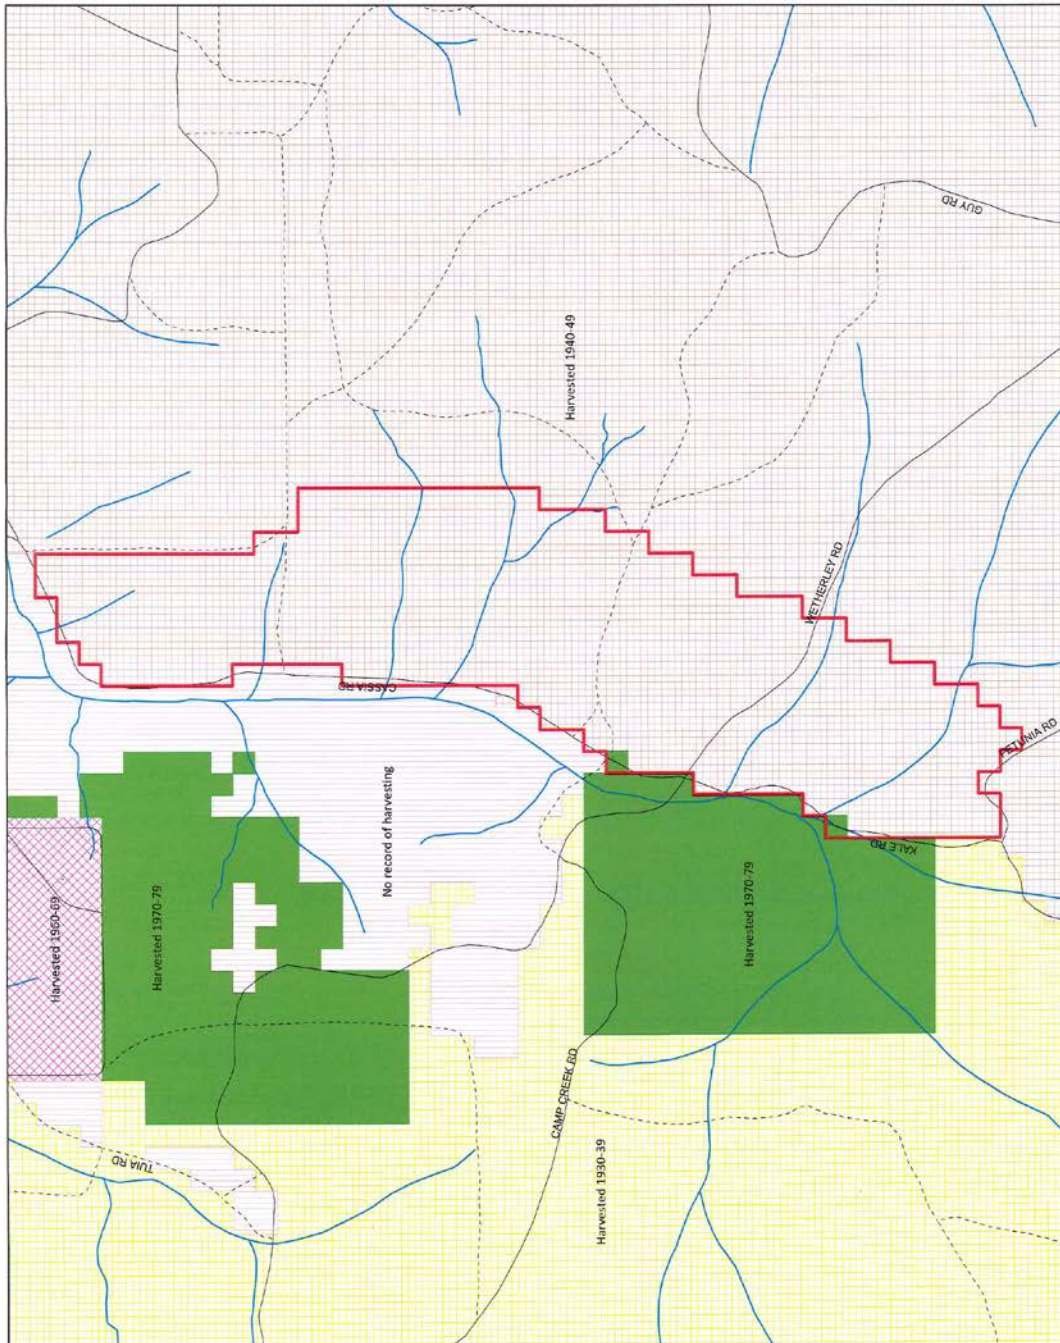 GUY RD
Harvested 1940-49
WETHERLEY RD
CASSIA RD
PETUNIA RD
No record of harvesting
KALE RD
Harvested 1960-69
Harvested 1970-79
Harvested 1970-79
CAMP CREEK RD
TUIA RD
Harvested 1930-39